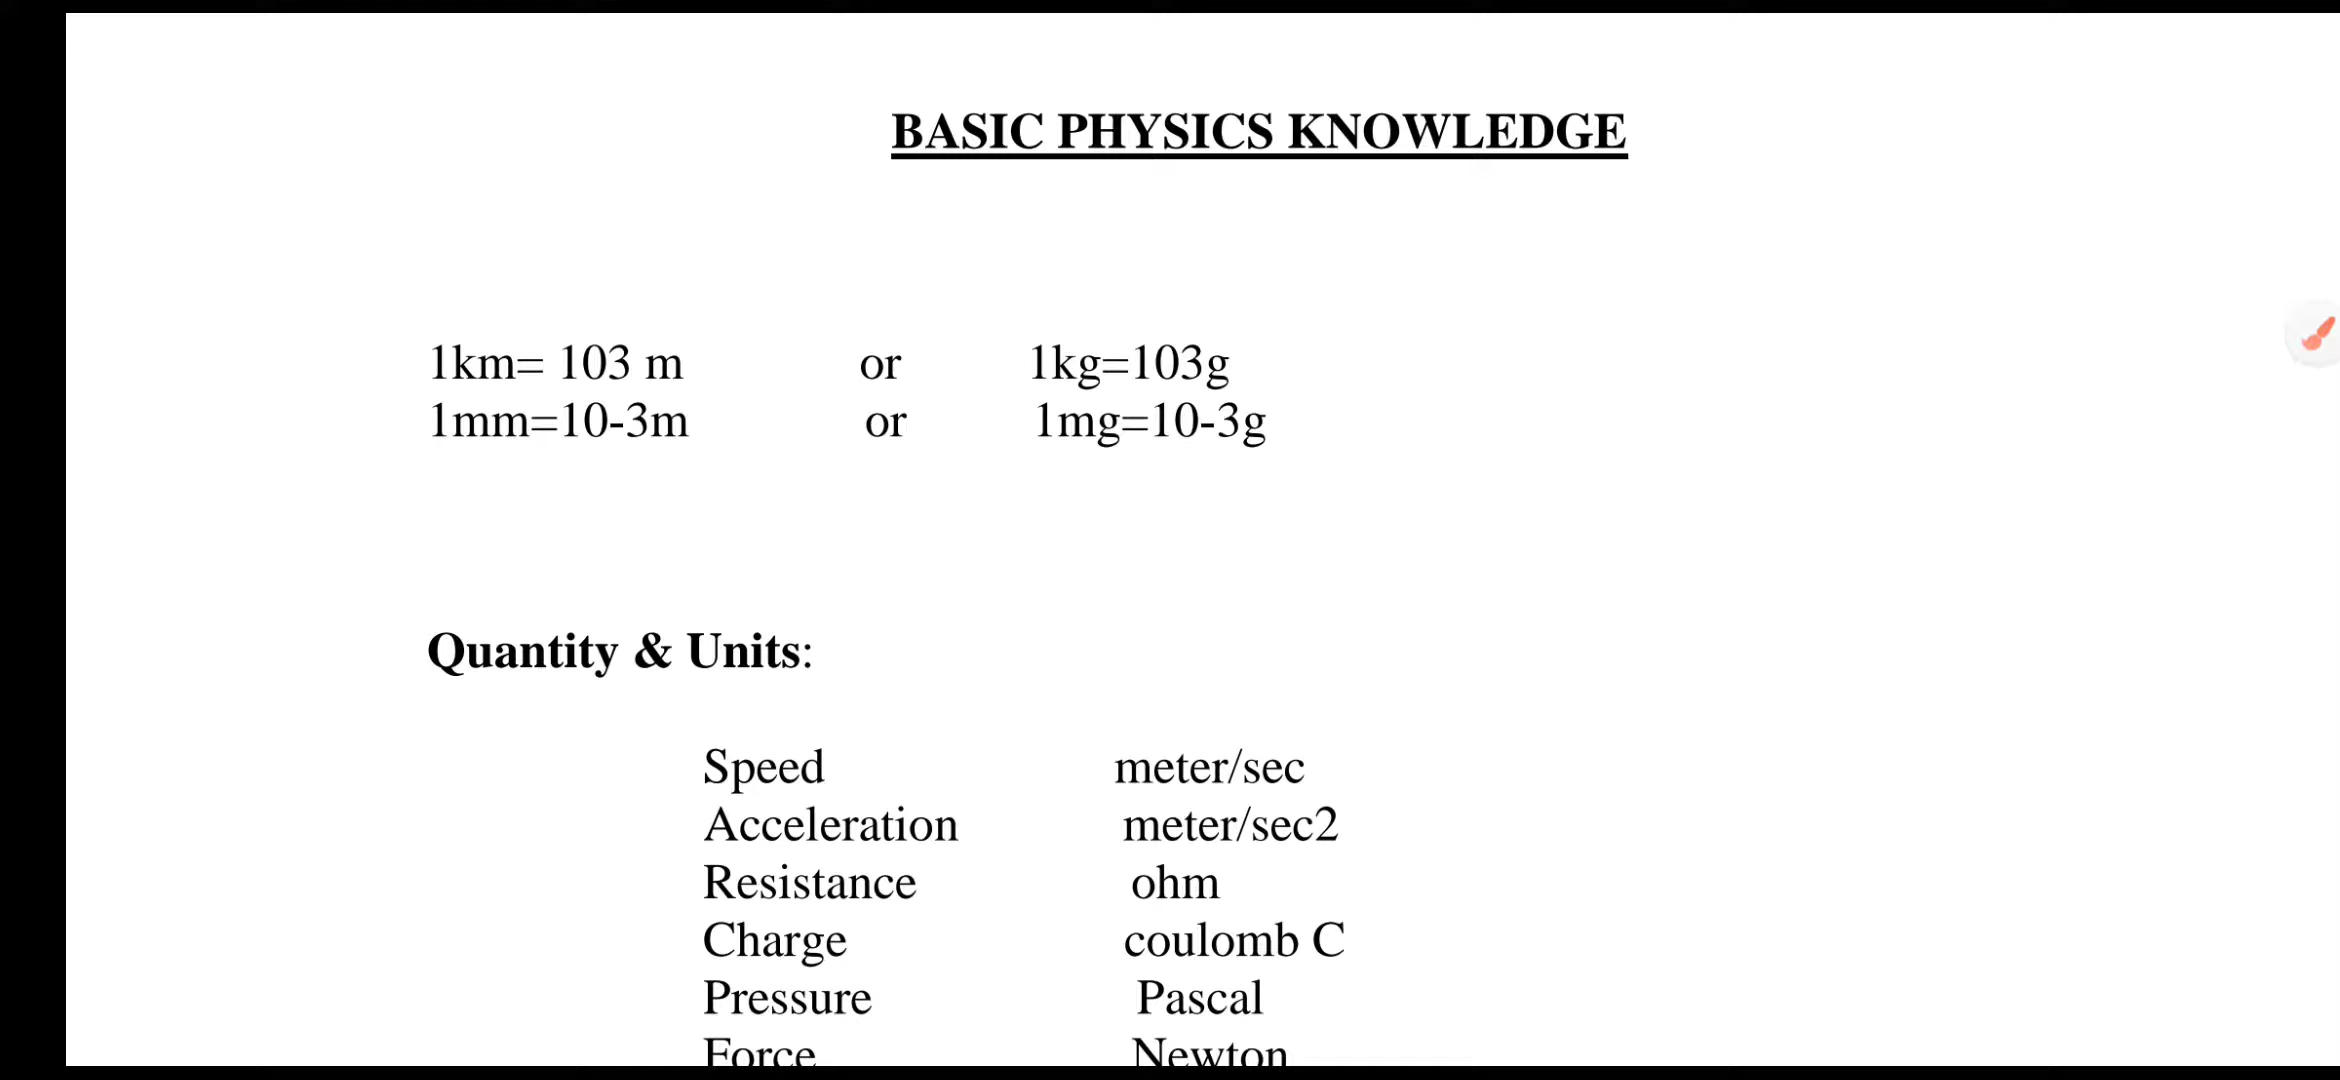 BASIC PHYSICS KNOWLEDGE
1km= 103 m or 1kg=103g
1mm=10-3m or 1mg=10-3g
Quantity & Units:
Speed meter/sec
Acceleration meter/sec2
Resistance ohm
Charge coulomb C
Pressure Pascal
Force Newton